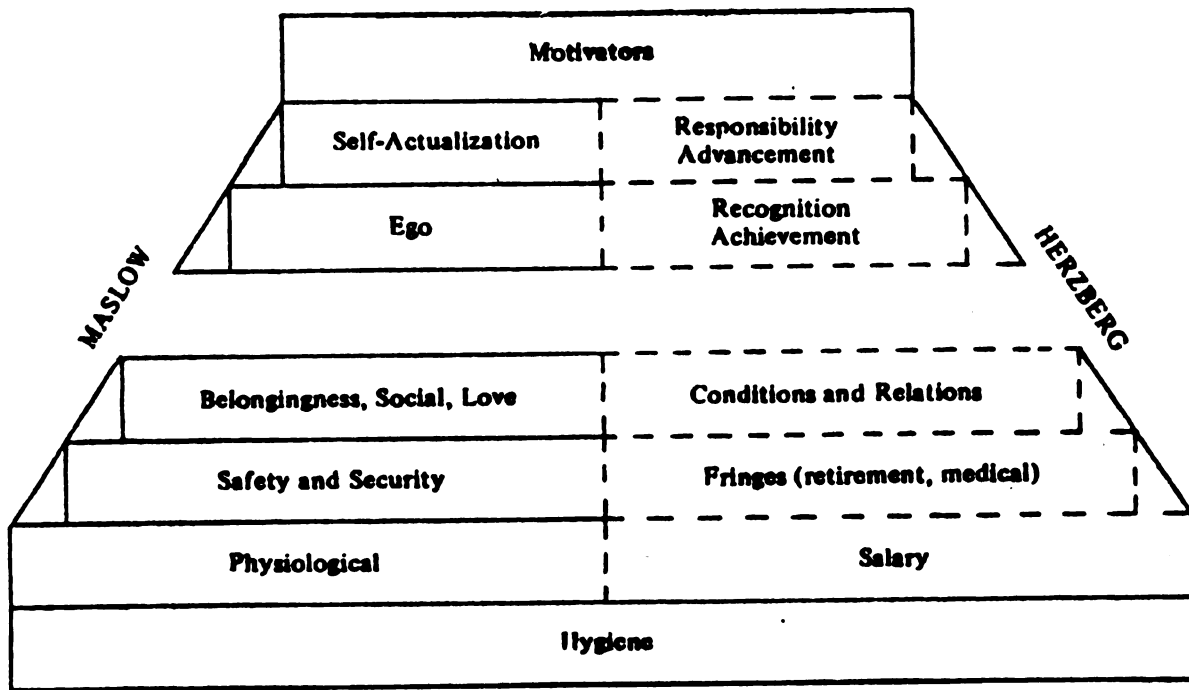 Motivators
Self-Actualization
Responsibility
Advancement
Ego
Recognition
Achievement
MASLOW
HERZBERG
Belongingness, Social, Love
Conditions and Relations
Safety and Security
Fringes (retirement, medical)
Physiological
Salary
Hygiene